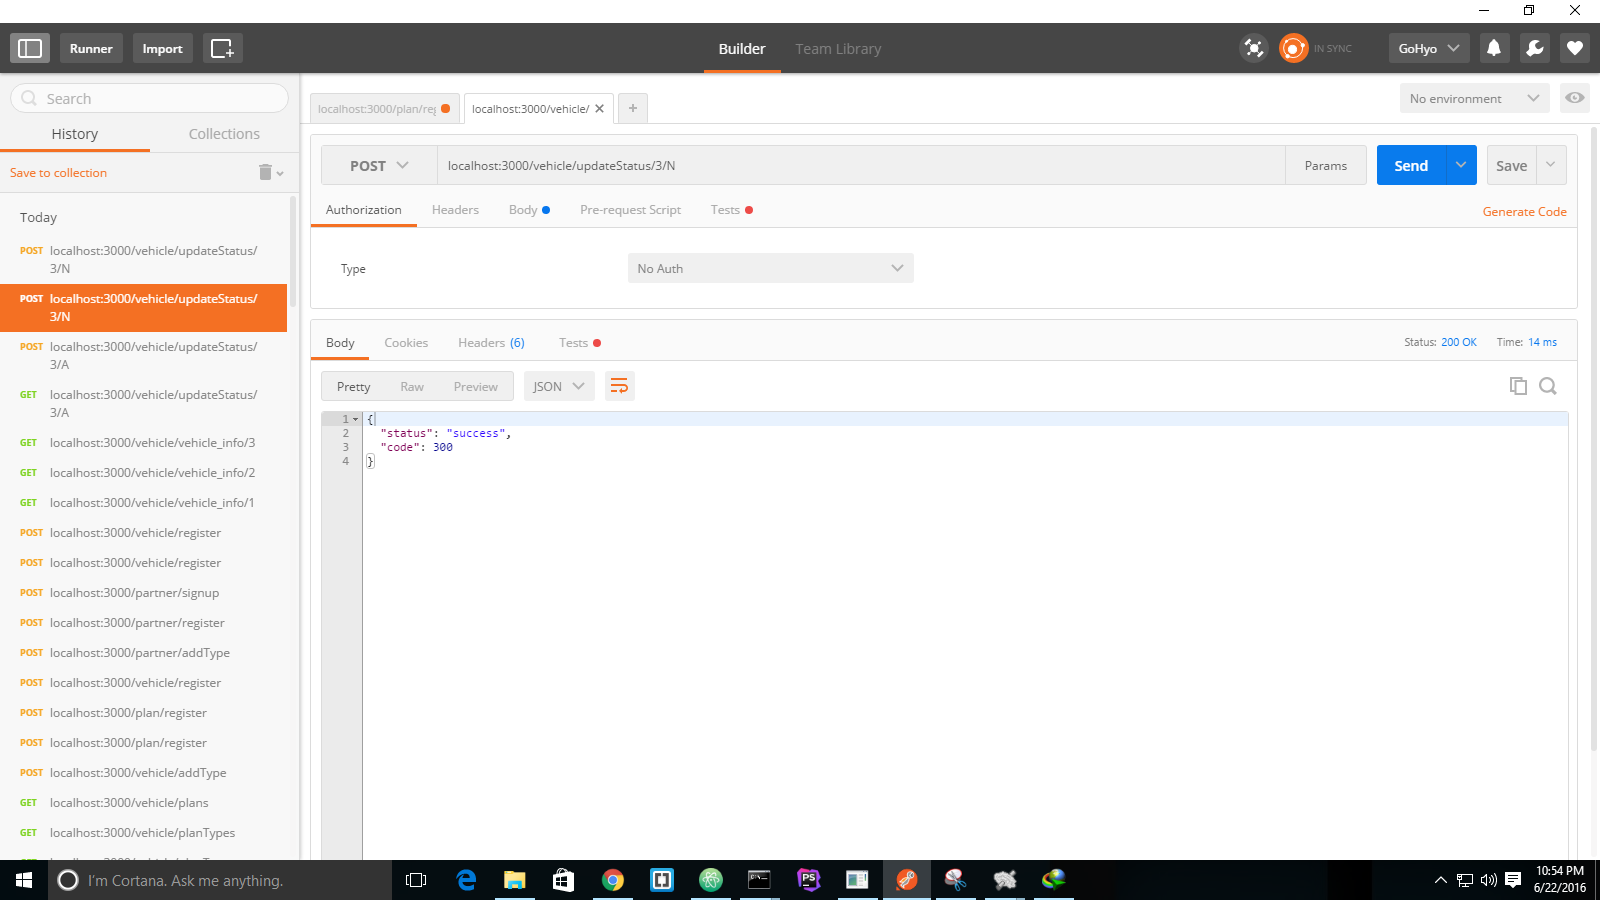 Runner
Import
Builder
Team Library
IN SYNC
GoHyo
Search
History
Collections
Save to collection
Today
POST localhost:3000/vehicle/updateStatus/
3/N
POST localhost:3000/vehicle/updateStatus/
3/N
POST localhost:3000/vehicle/updateStatus/
3/A
GET localhost:3000/vehicle/updateStatus/
3/A
GET localhost:3000/vehicle/vehicle_info/3
GET localhost:3000/vehicle/vehicle_info/2
GET localhost:3000/vehicle/vehicle_info/1
POST localhost:3000/vehicle/register
POST localhost:3000/vehicle/register
POST localhost:3000/partner/signup
POST localhost:3000/partner/register
POST localhost:3000/partner/addType
POST localhost:3000/vehicle/register
POST localhost:3000/plan/register
POST localhost:3000/plan/register
POST localhost:3000/vehicle/addType
GET localhost:3000/vehicle/plans
GET localhost:3000/vehicle/planTypes
localhost:3000/plan/reg
localhost:3000/vehicle/
No environment
POST
localhost:3000/vehicle/updateStatus/3/N
Params
Send
Save
Authorization
Headers
Body
Pre-request Script
Tests
Generate Code
Type
No Auth
Body
Cookies
Headers (6)
Tests
Status: 200 OK
Time: 14 ms
Pretty
Raw
Preview
JSON
1 {
2 "status": "success",
3 "code": 300
4 }
I'm Cortana. Ask me anything.
PS
10:54 PM
6/22/2016